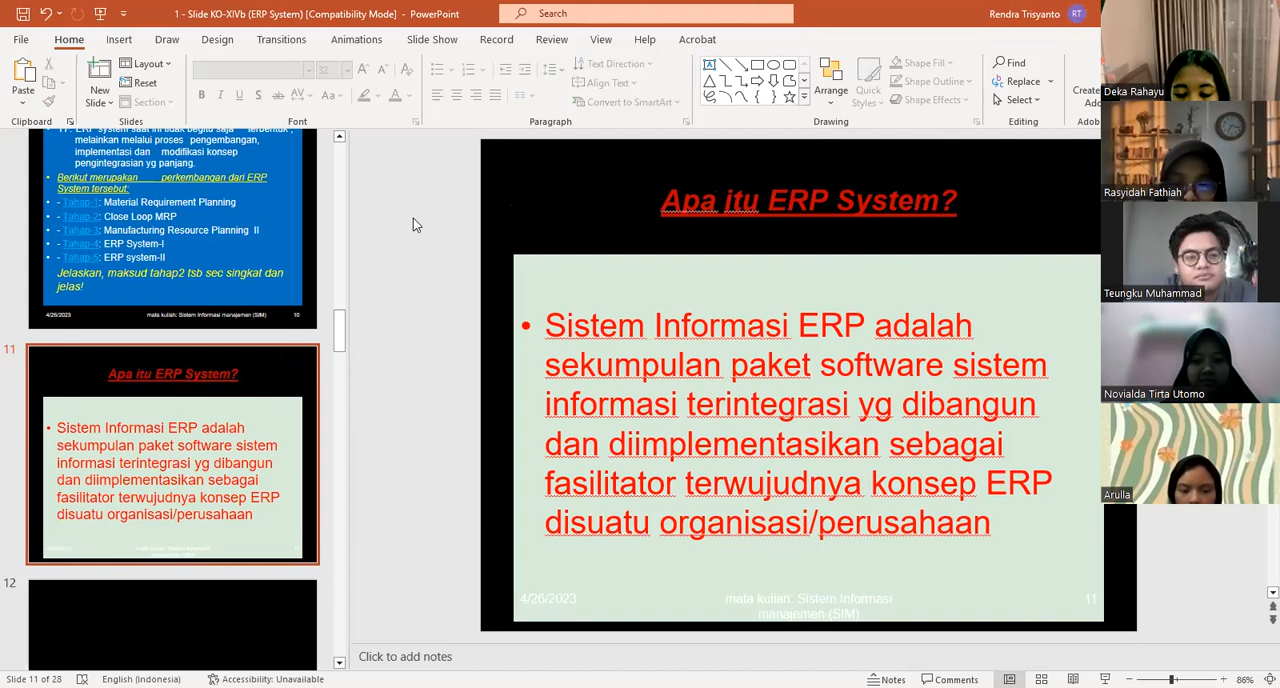 1 - Slide KO-XIVb (ERP System) [Compatibility Mode] - PowerPoint
Search
Rendra Trisyanto
RT
File Home Insert Draw Design Transitions Animations Slide Show Record Review View Help Acrobat
Paste
New
Slide
Layout
Reset
Section
32
Text Direction
Align Text
Convert to SmartArt
Arrange
Quick
Styles
Shape Fill
Shape Outline
Shape Effects
Find
Replace
Select
Create
Clipboard
Slides
Font
Paragraph
Drawing
Editing
Deka Rahayu
Rasyidah Fathiah
Teungku Muhammad
Novialda Tirta Utomo
Arulla
melainkan melalui proses pengembangan,
implementasi dan modifikasi konsep
pengintegrasian yg panjang.
• Berikut merupakan perkembangan dari ERP
System tersebut:
• - Tahap-1: Material Requirement Planning
• - Tahap-2: Close Loop MRP
• - Tahap-3: Manufacturing Resource Planning II
• - Tahap-4: ERP System-I
• - Tahap-5: ERP system-II
Jelaskan, maksud tahap2 tsb sec singkat dan
jelas!
4/26/2023 mata kuliah: Sistem Informasi manajemen (SIM) 10
11
Apa itu ERP System?
• Sistem Informasi ERP adalah
sekumpulan paket software sistem
informasi terintegrasi yg dibangun
dan diimplementasikan sebagai
fasilitator terwujudnya konsep ERP
disuatu organisasi/perusahaan
12
Apa itu ERP System?
• Sistem Informasi ERP adalah
sekumpulan paket software sistem
informasi terintegrasi yg dibangun
dan diimplementasikan sebagai
fasilitator terwujudnya konsep ERP
disuatu organisasi/perusahaan
4/26/2023
mata kuliah: Sistem Informasi
manajemen (SIM)
11
Click to add notes
Slide 11 of 28
English (Indonesia)
Accessibility: Unavailable
Notes
Comments
86%